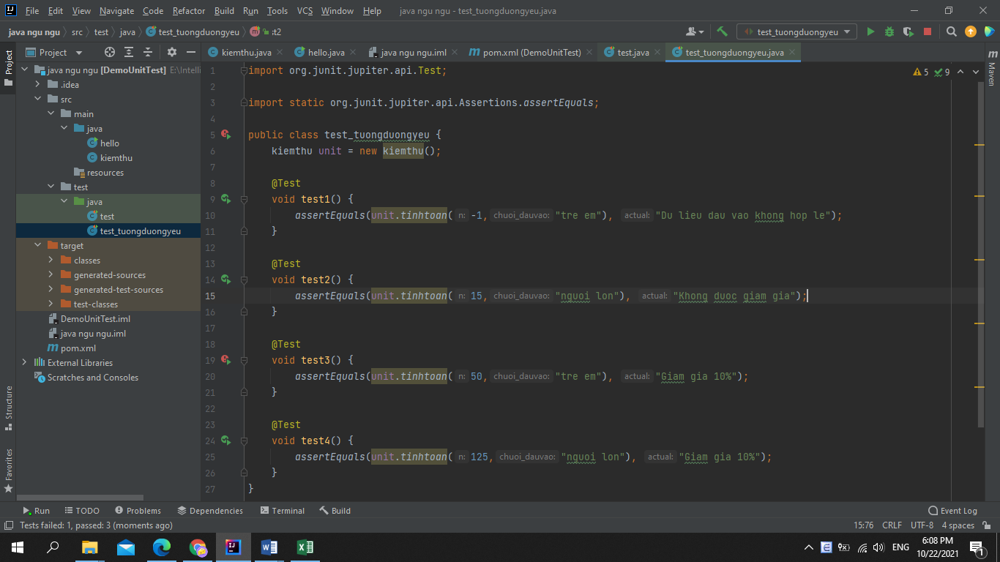 File Edit View Navigate Code Refactor Build Run Tools VCS Window Help java ngu ngu - test_tuongduongyeu.java
java ngu ngu src test java test_tuongduongyeu test_tuongduongyeu
Project
kiemthu.java hello.java java ngu ngu.iml pom.xml (DemoUnitTest) test.java test_tuongduongyeu.java
Project
Structure
Favorites
Maven
java ngu ngu [DemoUnitTest] E:\Intelli
.idea
src
main
java
hello
kiemthu
resources
test
java
test
test_tuongduongyeu
target
classes
generated-sources
generated-test-sources
test-classes
DemoUnitTest.iml
java ngu ngu.iml
pom.xml
External Libraries
Scratches and Consoles
5 9
1 import org.junit.jupiter.api.Test;
2
3 import static org.junit.jupiter.api.Assertions.assertEquals;
4
5 public class test_tuongduongyeu {
6 kiemthu unit = new kiemthu();
7
8 @Test
9 void test1() {
10 assertEquals(unit.tinhtoan( n: -1, chuoi_dauvao: "tre em"), actual: "Du lieu dau vao khong hop le");
11 }
12
13 @Test
14 void test2() {
15 assertEquals(unit.tinhtoan( n: 15, chuoi_dauvao: "nguoi lon"), actual: "Khong duoc giam gia");
16 }
17
18 @Test
19 void test3() {
20 assertEquals(unit.tinhtoan( n: 50, chuoi_dauvao: "tre em"), actual: "Giam gia 10%");
21 }
22
23 @Test
24 void test4() {
25 assertEquals(unit.tinhtoan( n: 125, chuoi_dauvao: "nguoi lon"), actual: "Giam gia 10%");
26 }
27 }
Run TODO Problems Dependencies Terminal Build Event Log
Tests failed: 1, passed: 3 (moments ago) 15:76 CRLF UTF-8 4 spaces
ENG 6:08 PM
10/22/2021 1